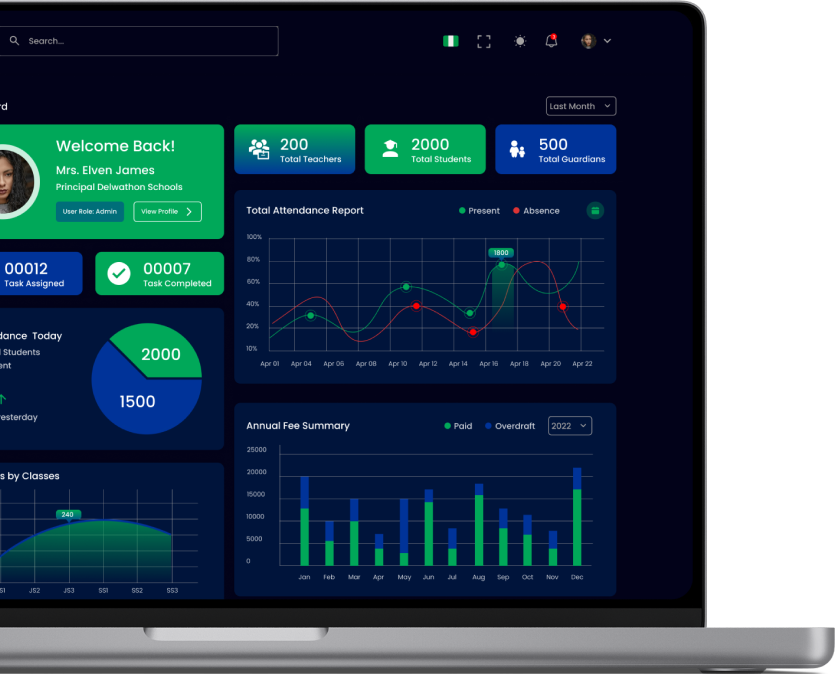 Search...
3
rd
Last Month
Welcome Back!
Mrs. Elven James
Principal Delwathon Schools
User Role: Admin
View Profile
200
Total Teachers
2000
Total Students
500
Total Guardians
00012
Task Assigned
00007
Task Completed
Total Attendance Report
Present
Absence
100%
80%
60%
40%
20%
10%
1800
Apr 01 Apr 04 Apr 06 Apr 08 Apr 10 Apr 12 Apr 14 Apr 16 Apr 18 Apr 20 Apr 22
dance Today
Students
ent
esterday
2000
1500
Annual Fee Summary
Paid
Overdraft
2022
25000
20000
15000
10000
5000
0
Jan Feb Mar Apr May Jun Jul Aug Sep Oct Nov Dec
s by Classes
240
S1 JS2 JS3 SS1 SS2 SS3